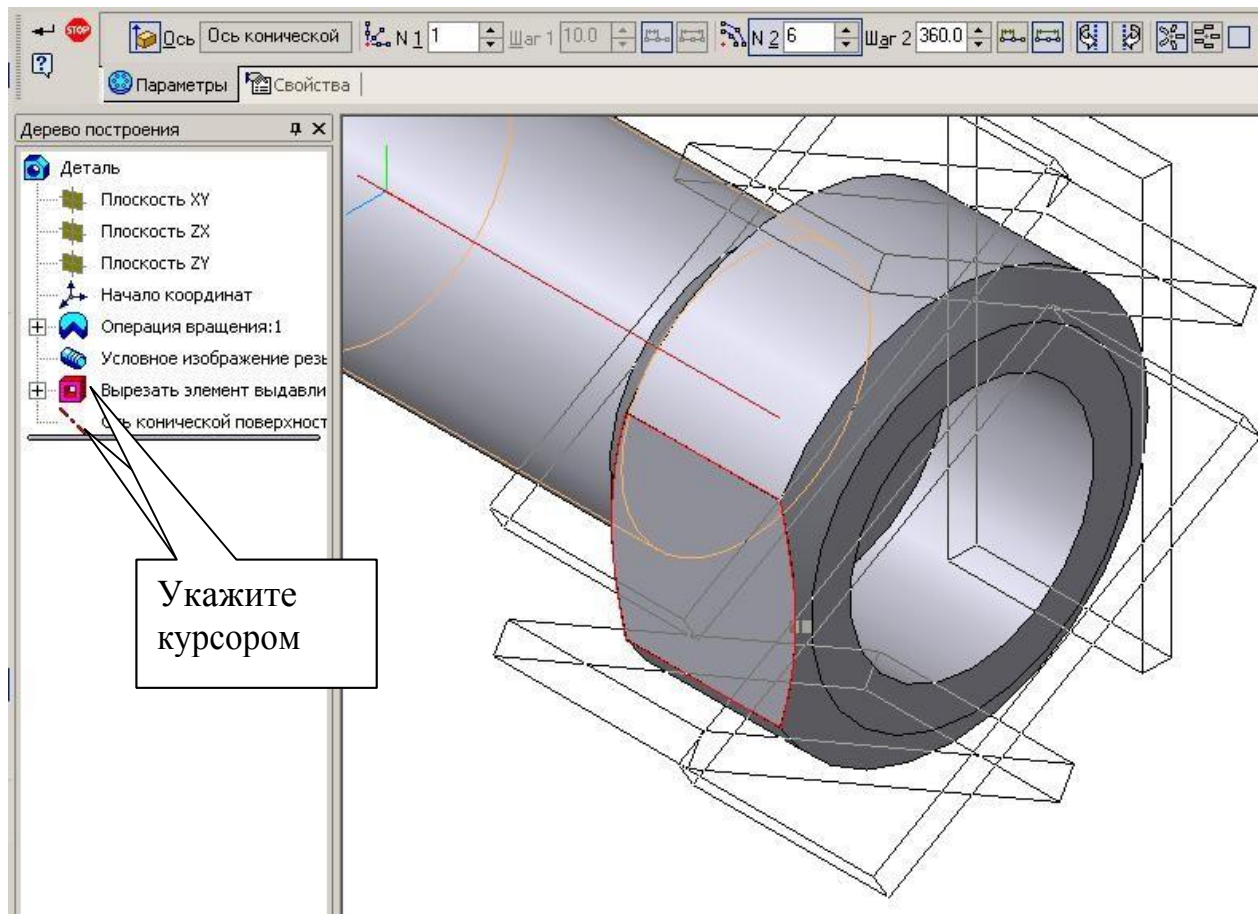 STOP Ось Ось конической N 1 1 Шаг 1 10.0 N 2 6 Шаг 2 360.0
Параметры Свойства
Дерево построения
Деталь
Плоскость XY
Плоскость ZX
Плоскость ZY
Начало координат
Операция вращения:1
Условное изображение резь
Вырезать элемент выдавли
Ось конической поверхност
Укажите
курсором